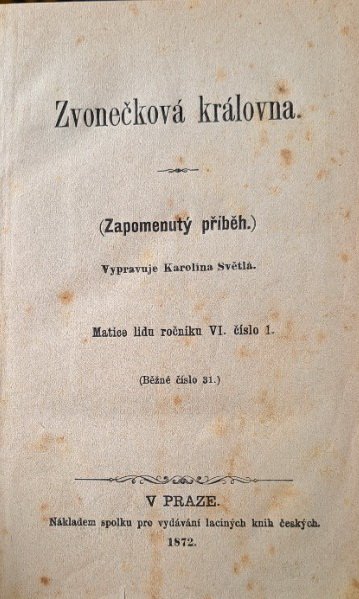 Zvonečková královna.
(Zapomenutý příběh.)
Vypravuje Karolina Světlá.
Matice lidu ročníku VI. číslo 1.
(Běžné číslo 31.)
V PRAZE.
Nákladem spolku pro vydávání laciných knih českých.
1872.